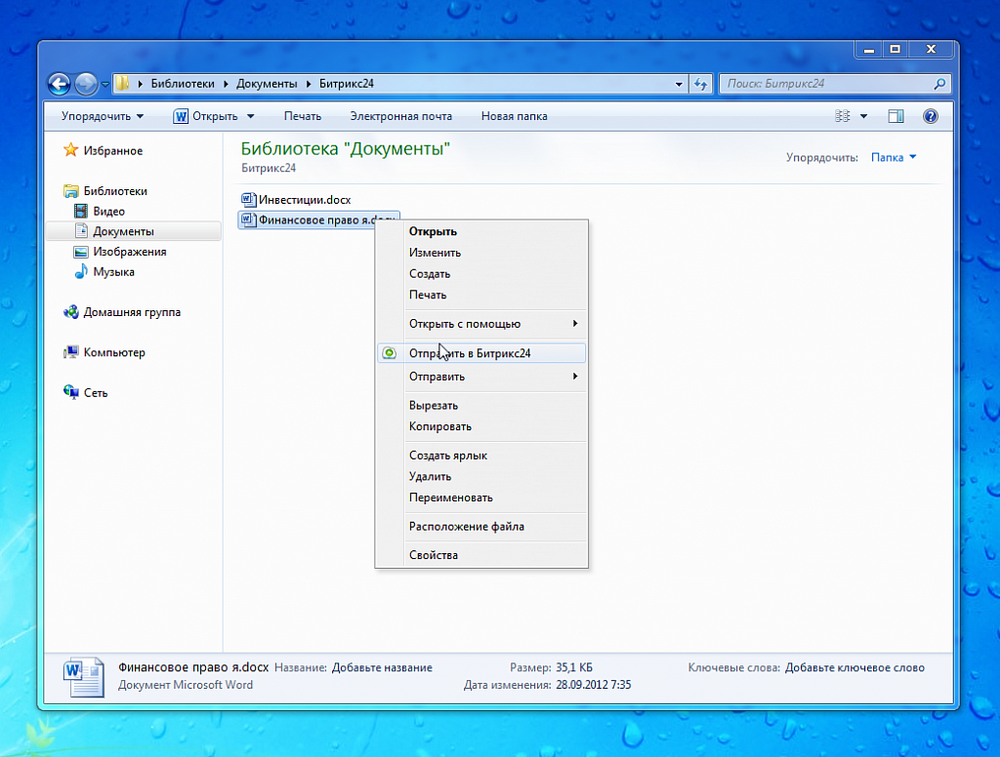 Библиотеки ▸ Документы ▸ Битрикс24
Поиск: Битрикс24
Упорядочить Открыть Печать Электронная почта Новая папка
Избранное
Библиотеки
Видео
Документы
Изображения
Музыка
Домашняя группа
Компьютер
Сеть
Библиотека "Документы"
Битрикс24
Упорядочить: Папка
Инвестиции.docx
Финансовое право я.docx
Открыть
Изменить
Создать
Печать
Открыть с помощью
Отправить в Битрикс24
Отправить
Вырезать
Копировать
Создать ярлык
Удалить
Переименовать
Расположение файла
Свойства
Финансовое право я.docx Название: Добавьте название Размер: 35,1 КБ Ключевые слова: Добавьте ключевое слово
Документ Microsoft Word Дата изменения: 28.09.2012 7:35